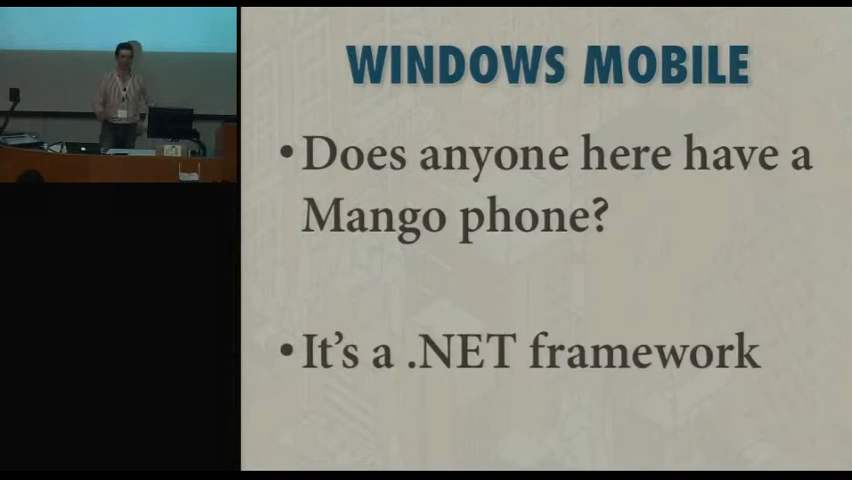 WINDOWS MOBILE
•Does anyone here have a
Mango phone?
•It's a .NET framework